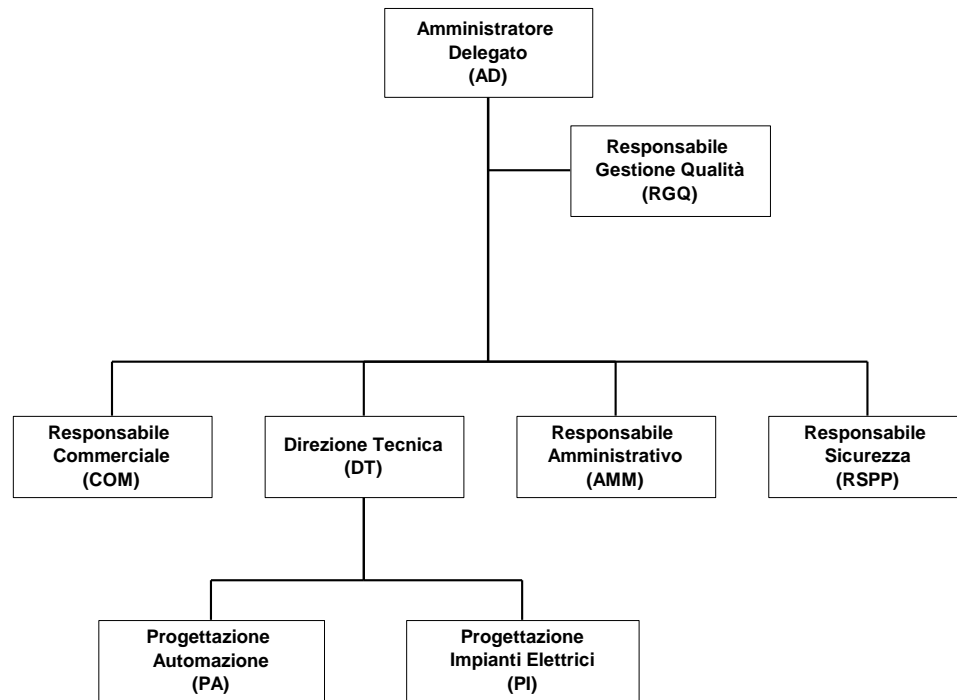 Amministratore
Delegato
(AD)
Responsabile
Gestione Qualità
(RGQ)
Responsabile
Commerciale
(COM)
Direzione Tecnica
(DT)
Responsabile
Amministrativo
(AMM)
Responsabile
Sicurezza
(RSPP)
Progettazione
Automazione
(PA)
Progettazione
Impianti Elettrici
(PI)